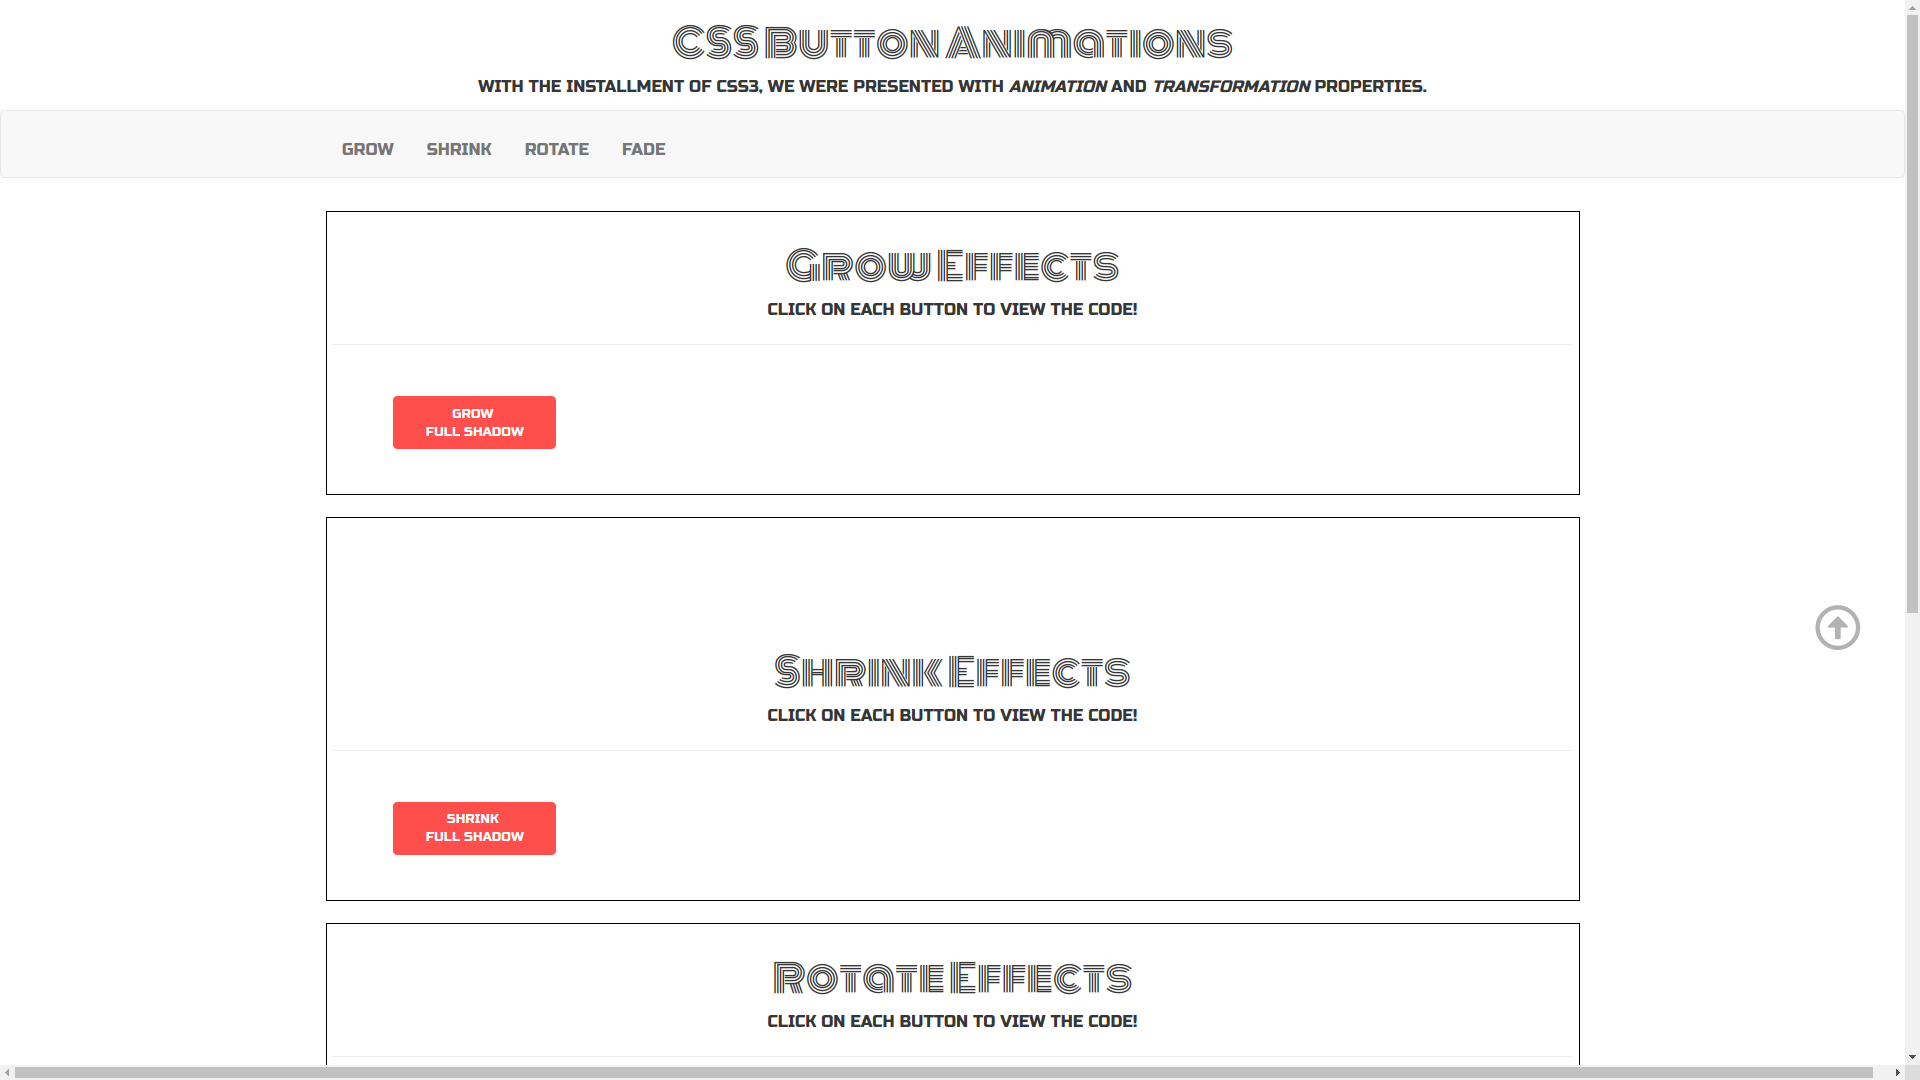 CSS Button Animations
WITH THE INSTALLMENT OF CSS3, WE WERE PRESENTED WITH ANIMATION AND TRANSFORMATION PROPERTIES.
GROW SHRINK ROTATE FADE
Grow Effects
CLICK ON EACH BUTTON TO VIEW THE CODE!
GROW
FULL SHADOW
Shrink Effects
CLICK ON EACH BUTTON TO VIEW THE CODE!
SHRINK
FULL SHADOW
Rotate Effects
CLICK ON EACH BUTTON TO VIEW THE CODE!